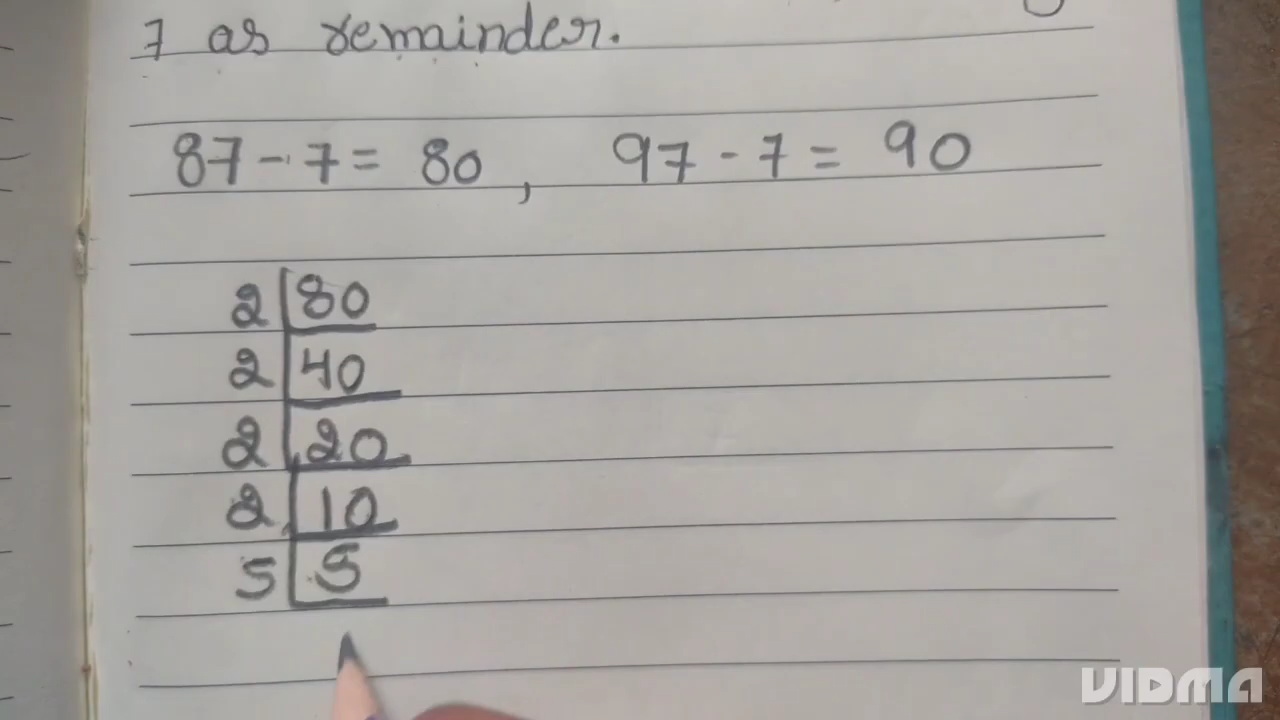 7 as remainder.
87 - 7 = 80 , 97 - 7 = 90
2 | 80
2 | 40
2 | 20
2 | 10
5 | 5
VIDMA